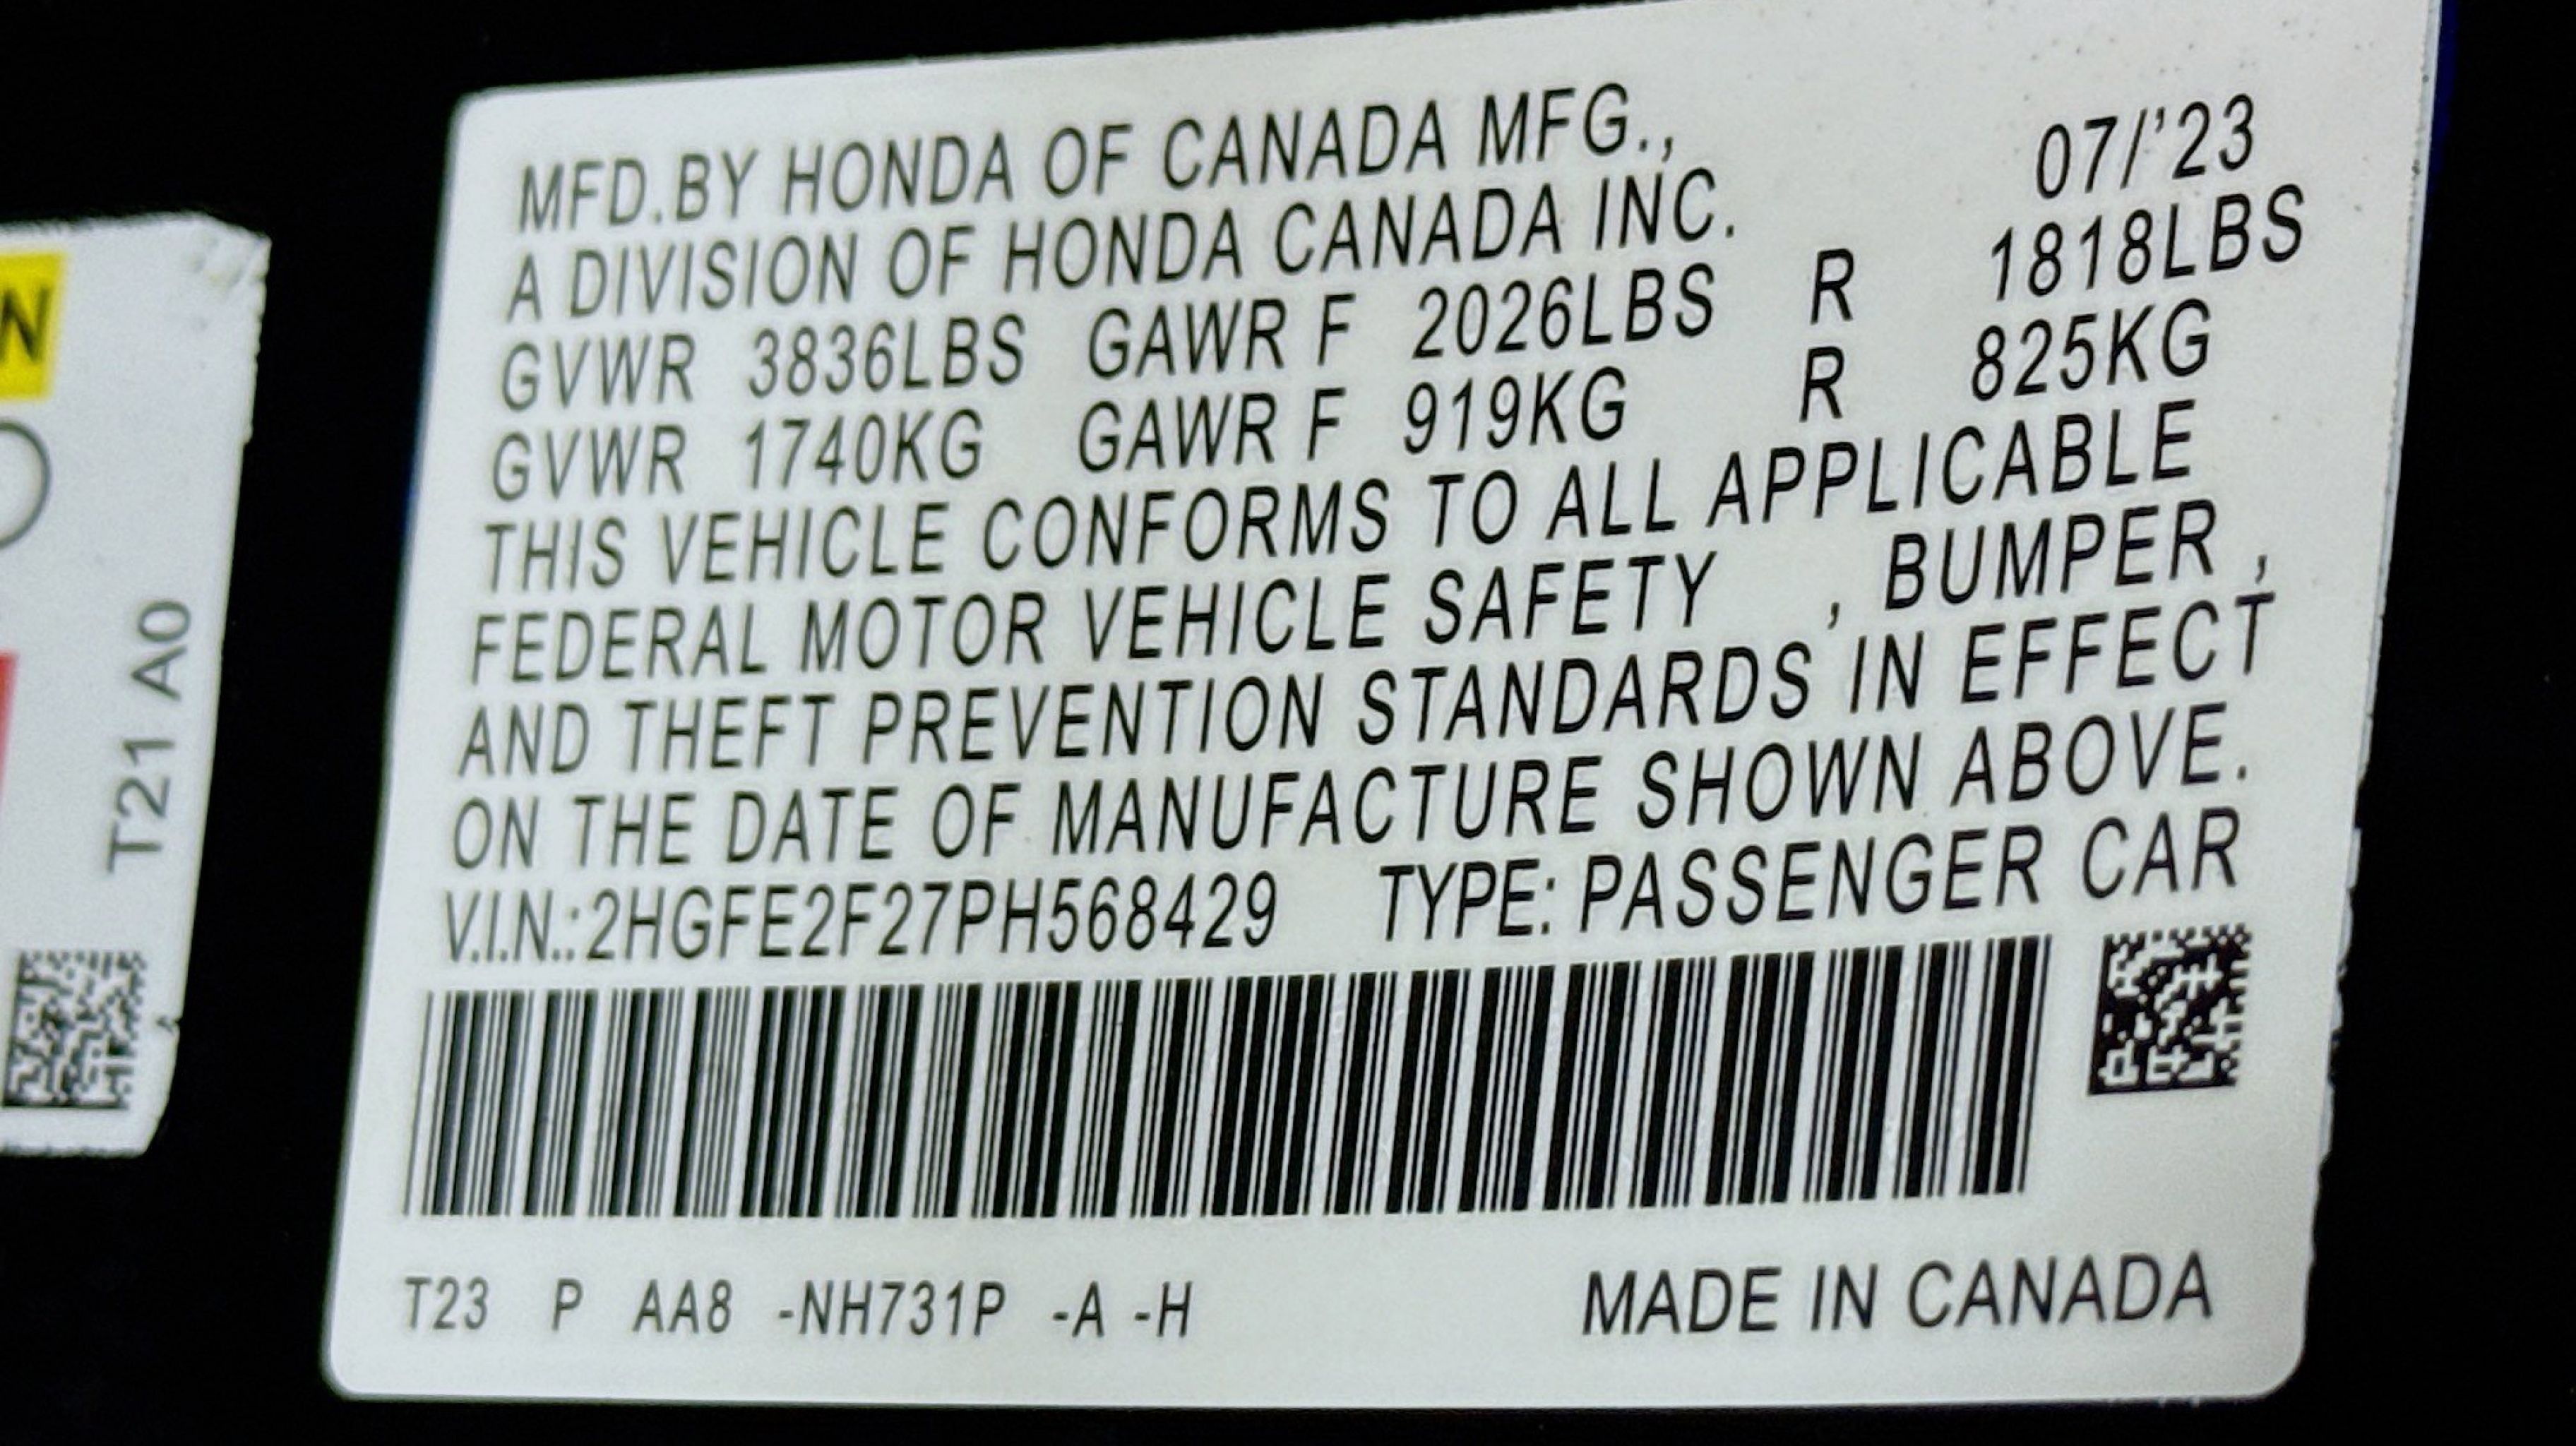 MFD.BY HONDA OF CANADA MFG., 07/'23
A DIVISION OF HONDA CANADA INC.
GVWR 3836LBS GAWR F 2026LBS R 1818LBS
GVWR 1740KG GAWR F 919KG R 825KG
THIS VEHICLE CONFORMS TO ALL APPLICABLE
FEDERAL MOTOR VEHICLE SAFETY , BUMPER ,
AND THEFT PREVENTION STANDARDS IN EFFECT
ON THE DATE OF MANUFACTURE SHOWN ABOVE.
V.I.N.:2HGFE2F27PH568429 TYPE: PASSENGER CAR
T23 P AA8 -NH731P -A -H MADE IN CANADA
N
T21 A0